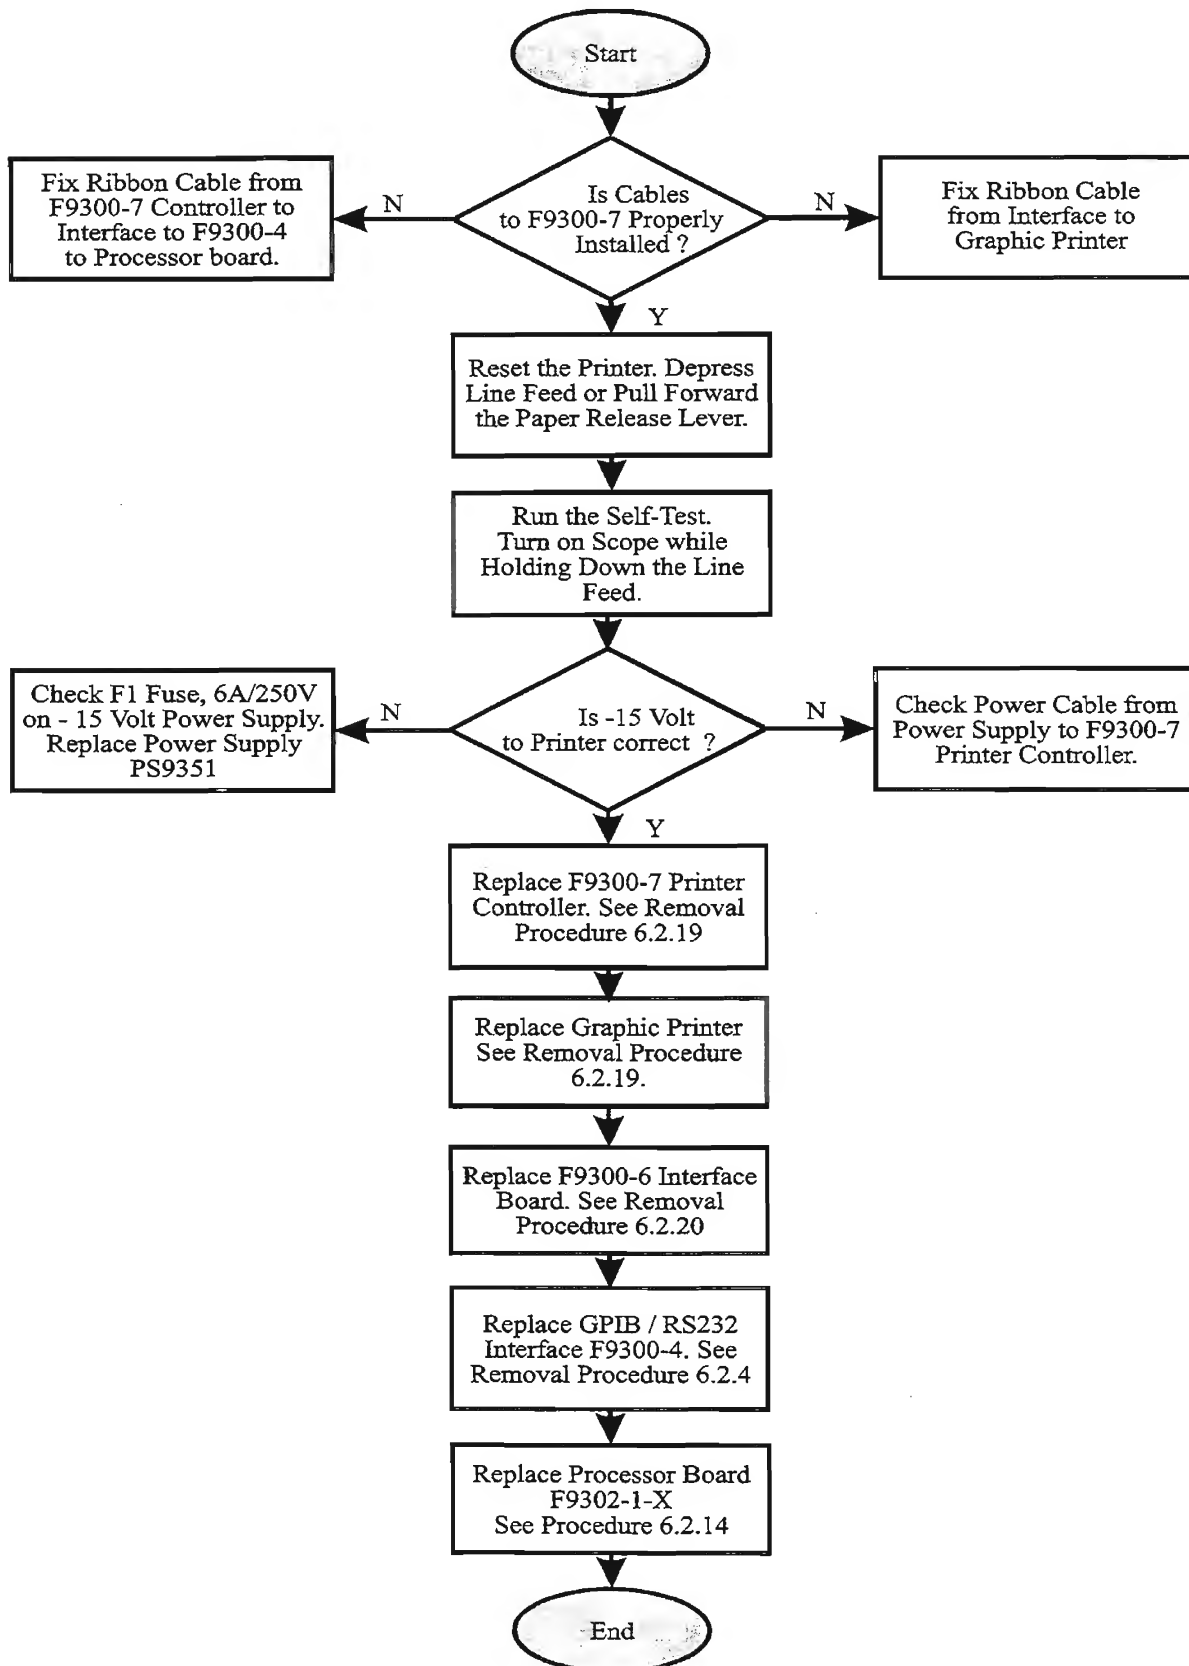 Start
Is Cables
to F9300-7 Properly
Installed ?
N
Fix Ribbon Cable from
F9300-7 Controller to
Interface to F9300-4
to Processor board.
N
Fix Ribbon Cable
from Interface to
Graphic Printer
Y
Reset the Printer. Depress
Line Feed or Pull Forward
the Paper Release Lever.
Run the Self-Test.
Turn on Scope while
Holding Down the Line
Feed.
Is -15 Volt
to Printer correct ?
N
Check F1 Fuse, 6A/250V
on - 15 Volt Power Supply.
Replace Power Supply
PS9351
N
Check Power Cable from
Power Supply to F9300-7
Printer Controller.
Y
Replace F9300-7 Printer
Controller. See Removal
Procedure 6.2.19
Replace Graphic Printer
See Removal Procedure
6.2.19.
Replace F9300-6 Interface
Board. See Removal
Procedure 6.2.20
Replace GPIB / RS232
Interface F9300-4. See
Removal Procedure 6.2.4
Replace Processor Board
F9302-1-X
See Procedure 6.2.14
End